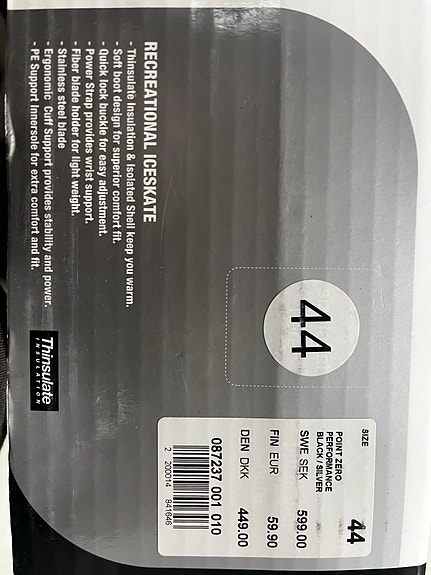 RECREATIONAL ICESKATE
- Thinsulate Insulation & Isolated Shell keep you warm.
- Soft boot design for superior comfort fit.
- Quick lock buckle for easy adjustment.
- Power Strap provides wrist support.
- Fiber blade holder for light weight.
- Stainless steel blade
- Ergonomic Cuff Support provides stability and power.
- PE Support Innersole for extra comfort and fit.
Thinsulate
INSULATION
44
SIZE 44
POINT ZERO
PERFORMANCE
BLACK / SILVER
SWE SEK 599.00
FIN EUR 59.90
DEN DKK 449.00
087237 001 010
2 200014 841646